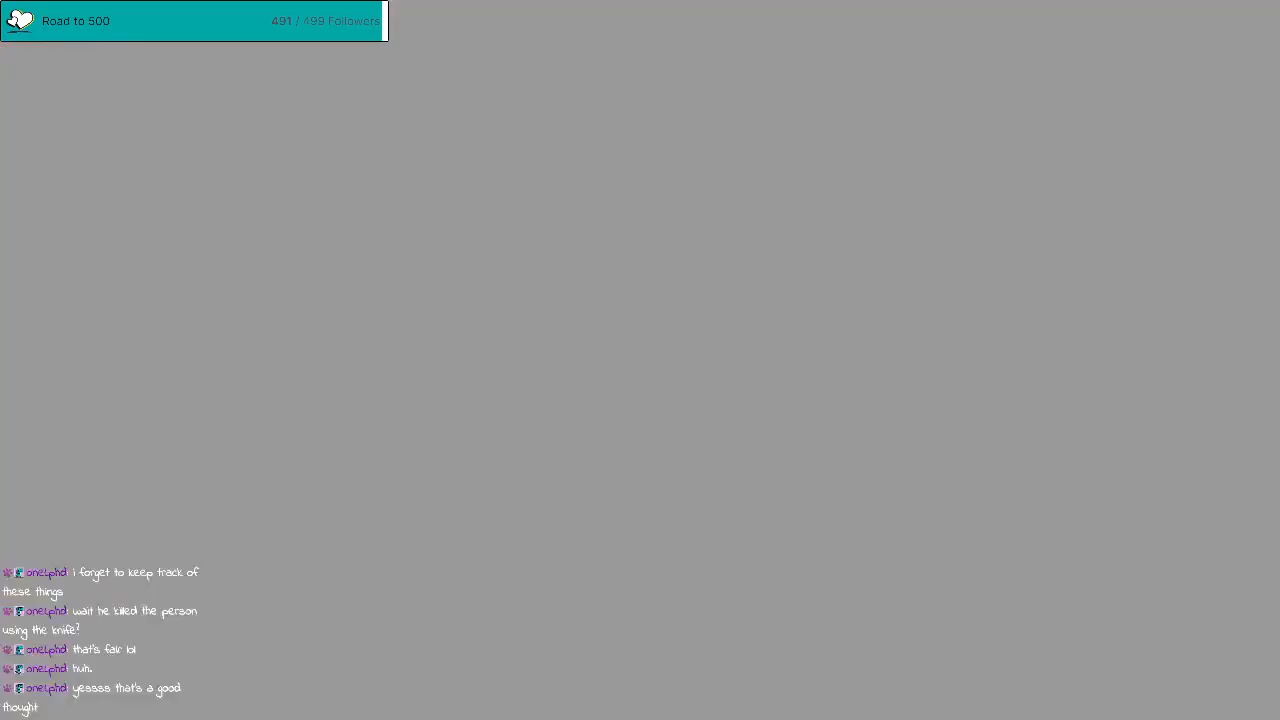 Road to 500
491 / 499 Followers
onelphd: i forget to keep track of
these things
onelphd: wait he killed the person
using the knife?
onelphd: that's fair lol
onelphd: huh.
onelphd: yessss that's a good
thought